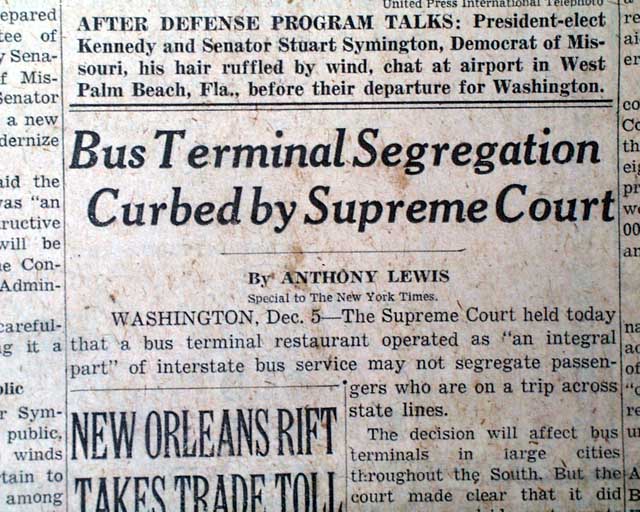 United Press International Telephoto
AFTER DEFENSE PROGRAM TALKS: President-elect
Kennedy and Senator Stuart Symington, Democrat of Mis-
souri, his hair ruffled by wind, chat at airport in West
Palm Beach, Fla., before their departure for Washington.
Bus Terminal Segregation
Curbed by Supreme Court
By ANTHONY LEWIS
Special to The New York Times.
WASHINGTON, Dec. 5—The Supreme Court held today
that a bus terminal restaurant operated as "an integral
part" of interstate bus service may not segregate passen-
gers who are on a trip across
state lines.
The decision will affect bus
terminals in large cities
throughout the South. But the
court made clear that it did
NEW ORLEANS RIFT
TAKES TRADE TOLL
epared
tee of
Sena-
f Mis-
Senator
a new
dernize
aid the
was "an
ructive
will be
e Con-
Admin-
careful-
g it a
blic
r Sym-
public,
winds
tain to
among